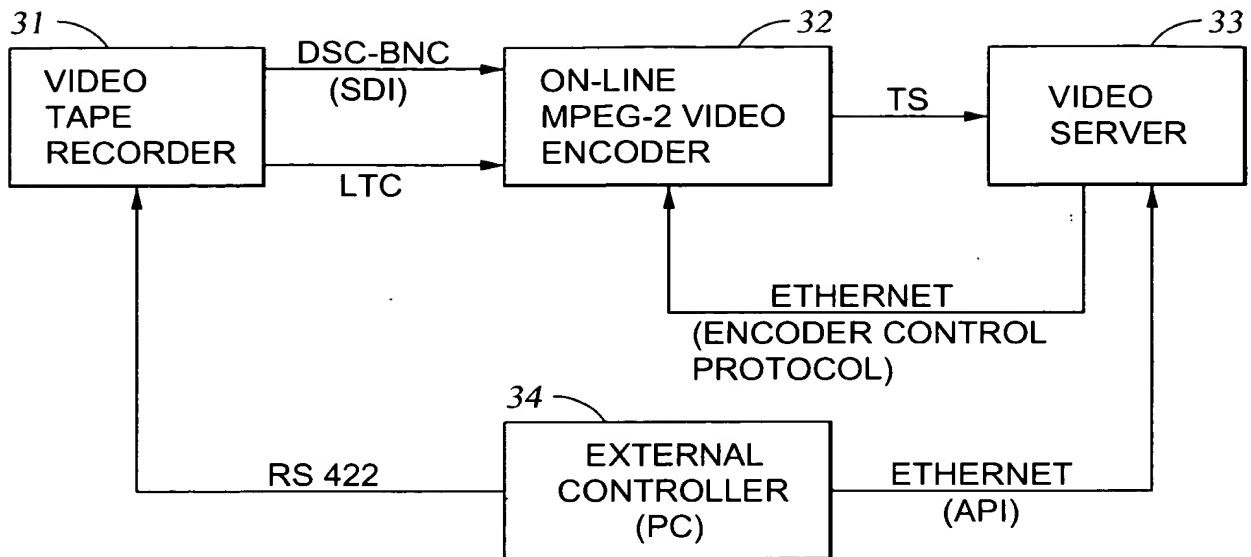 31
VIDEO
TAPE
RECORDER
DSC-BNC
(SDI)
LTC
32
ON-LINE
MPEG-2 VIDEO
ENCODER
TS
33
VIDEO
SERVER
ETHERNET
(ENCODER CONTROL
PROTOCOL)
34
EXTERNAL
CONTROLLER
(PC)
RS 422
ETHERNET
(API)